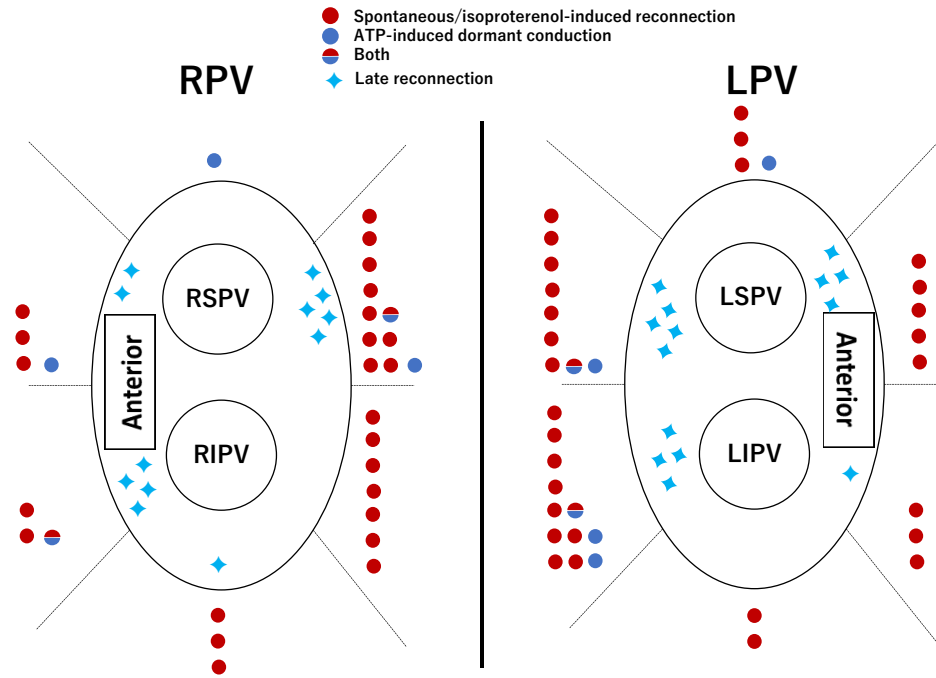 Spontaneous/isoproterenol-induced reconnection
ATP-induced dormant conduction
Both
Late reconnection
RPV
LPV
RSPV
LSPV
Anterior
Anterior
RIPV
LIPV